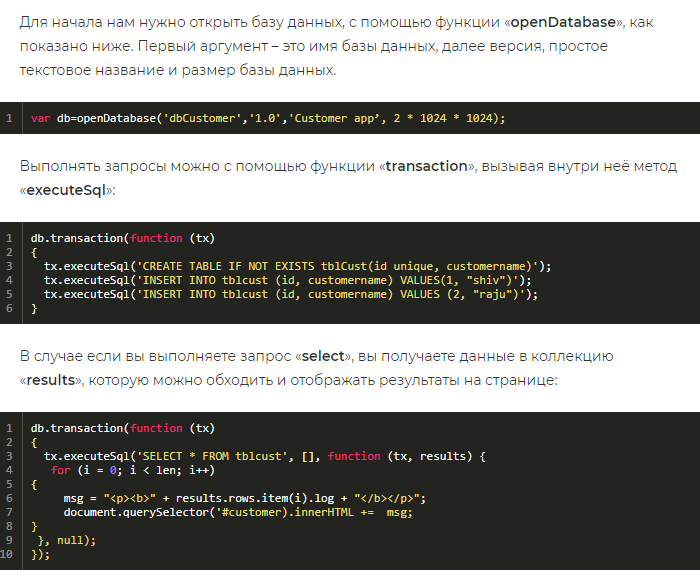 Для начала нам нужно открыть базу данных, с помощью функции «openDatabase», как
показано ниже. Первый аргумент – это имя базы данных, далее версия, простое
текстовое название и размер базы данных.
1 var db=openDatabase('dbCustomer','1.0','Customer app’, 2 * 1024 * 1024);
Выполнять запросы можно с помощью функции «transaction», вызывая внутри неё метод
«executeSql»:
1 db.transaction(function (tx)
2 {
3 tx.executeSql('CREATE TABLE IF NOT EXISTS tblCust(id unique, customername)');
4 tx.executeSql('INSERT INTO tblcust (id, customername) VALUES(1, "shiv")');
5 tx.executeSql('INSERT INTO tblcust (id, customername) VALUES (2, "raju")');
6 }
В случае если вы выполняете запрос «select», вы получаете данные в коллекцию
«results», которую можно обходить и отображать результаты на странице:
1 db.transaction(function (tx)
2 {
3 tx.executeSql('SELECT * FROM tblcust', [], function (tx, results) {
4 for (i = 0; i < len; i++)
5 {
6 msg = "<p><b>" + results.rows.item(i).log + "</b></p>";
7 document.querySelector('#customer).innerHTML += msg;
8 }
9 }, null);
10 });